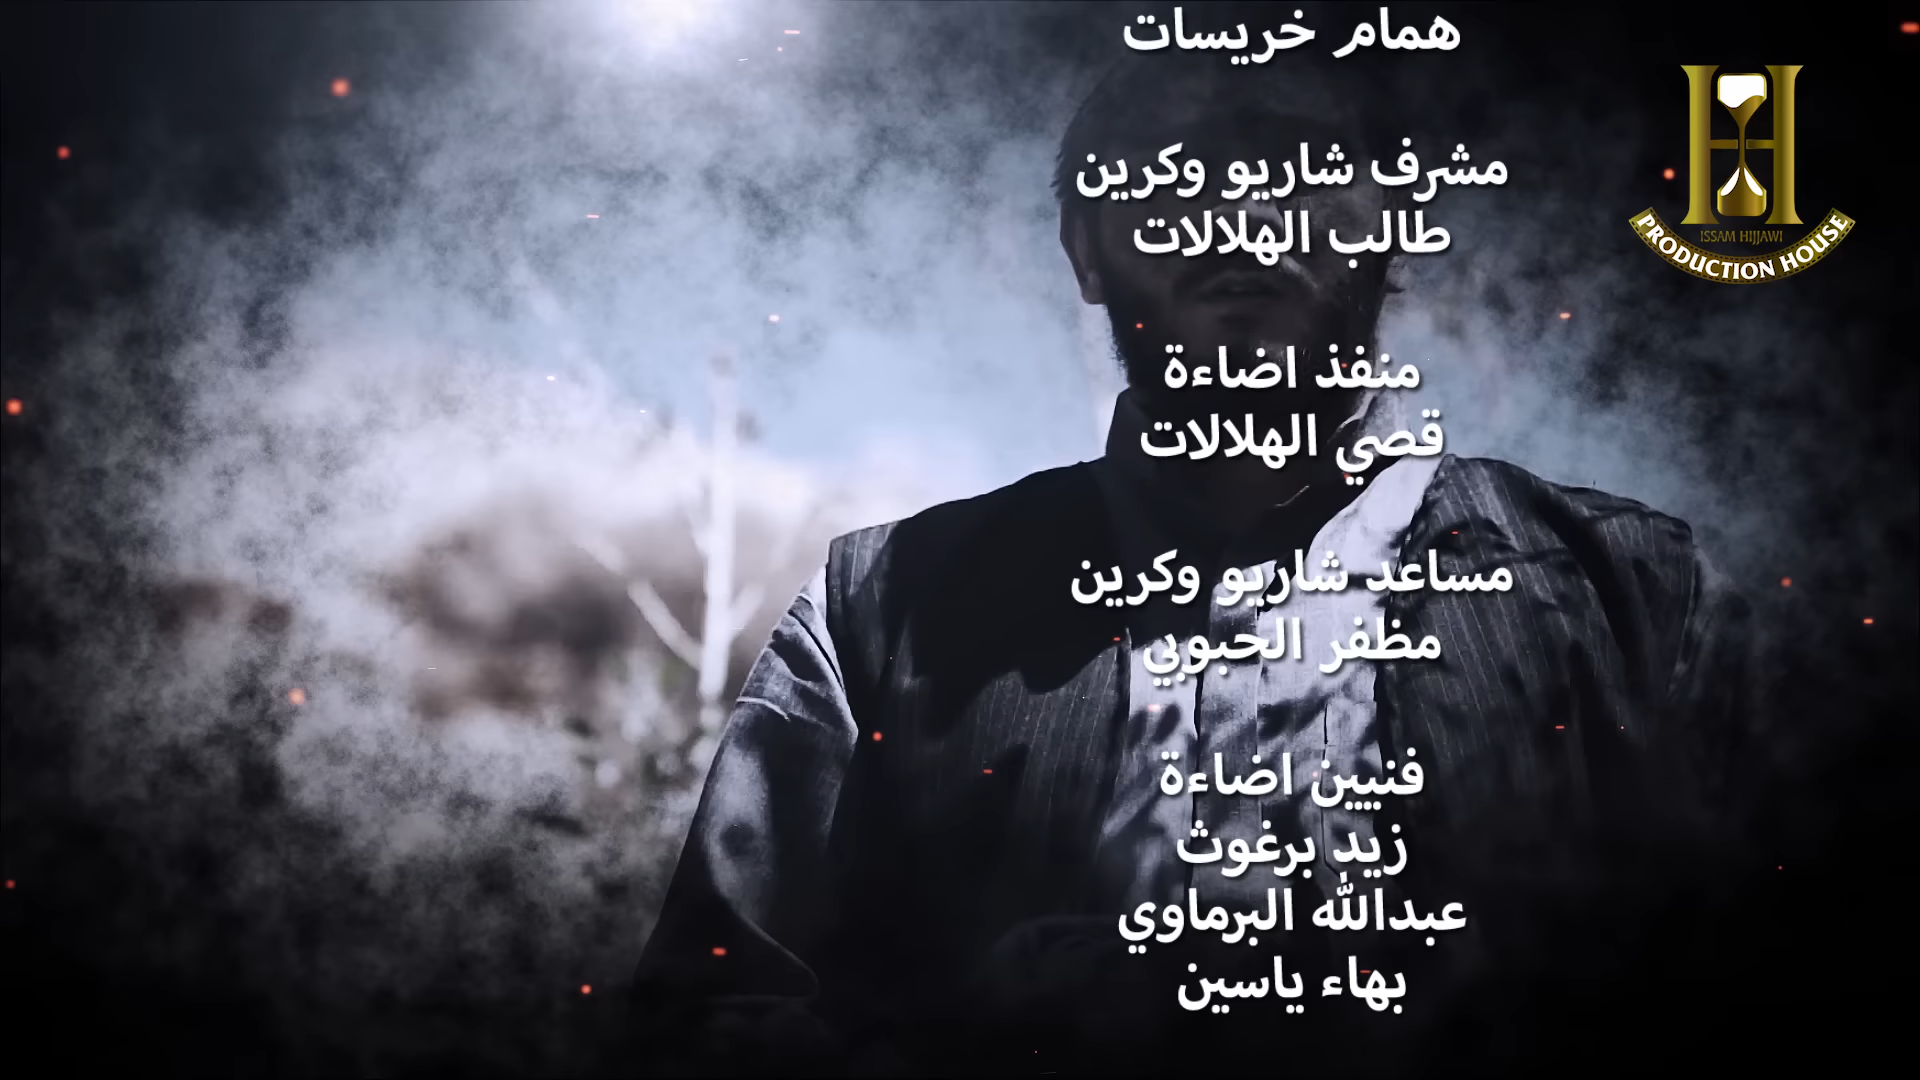 همام خريسات
مشرف شاريو وكرين
طالب الهلالات
منفذ اضاءة
قصي الهلالات
مساعد شاريو وكرين
مظفر الحبوبي
فنيين اضاءة
زيد برغوث
عبدالله البرماوي
بهاء ياسين
ISSAM HIJJAWI
PRODUCTION HOUSE